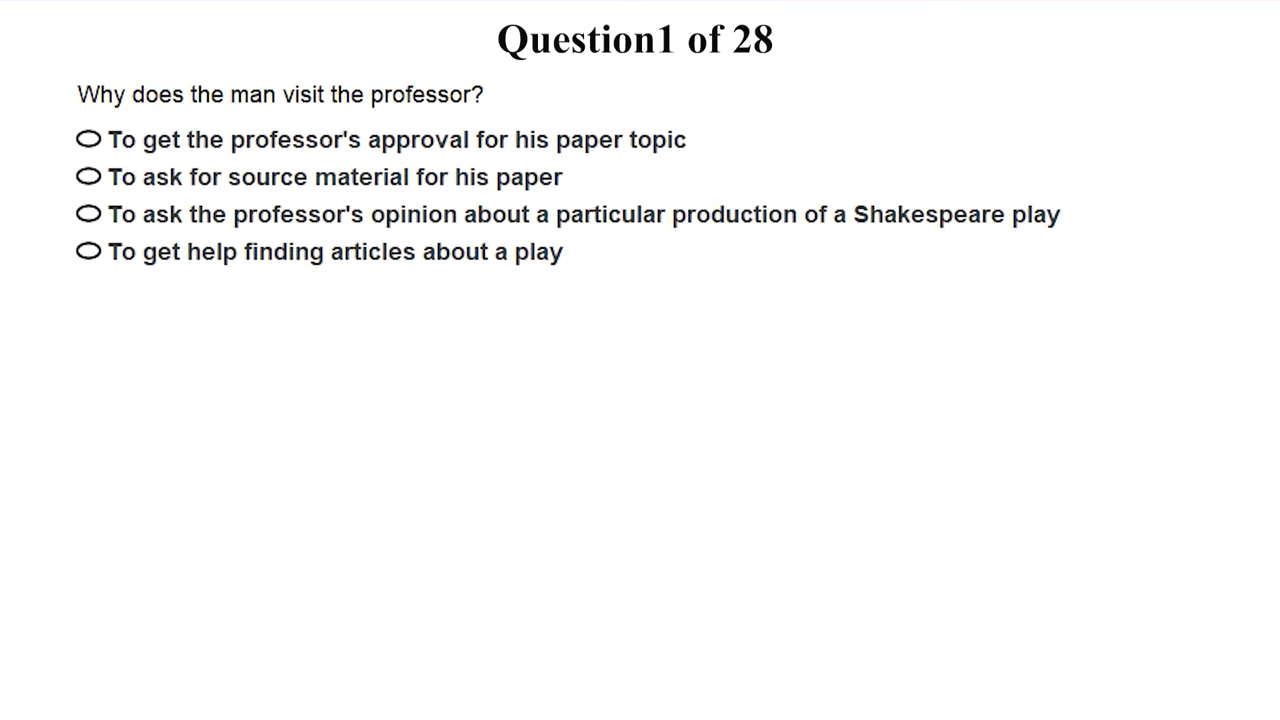 Question1 of 28
Why does the man visit the professor?
To get the professor's approval for his paper topic
To ask for source material for his paper
To ask the professor's opinion about a particular production of a Shakespeare play
To get help finding articles about a play